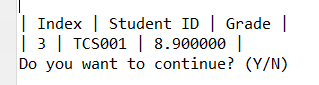 | Index | Student ID | Grade |
| 3 | TCS001 | 8.900000 |
Do you want to continue? (Y/N)